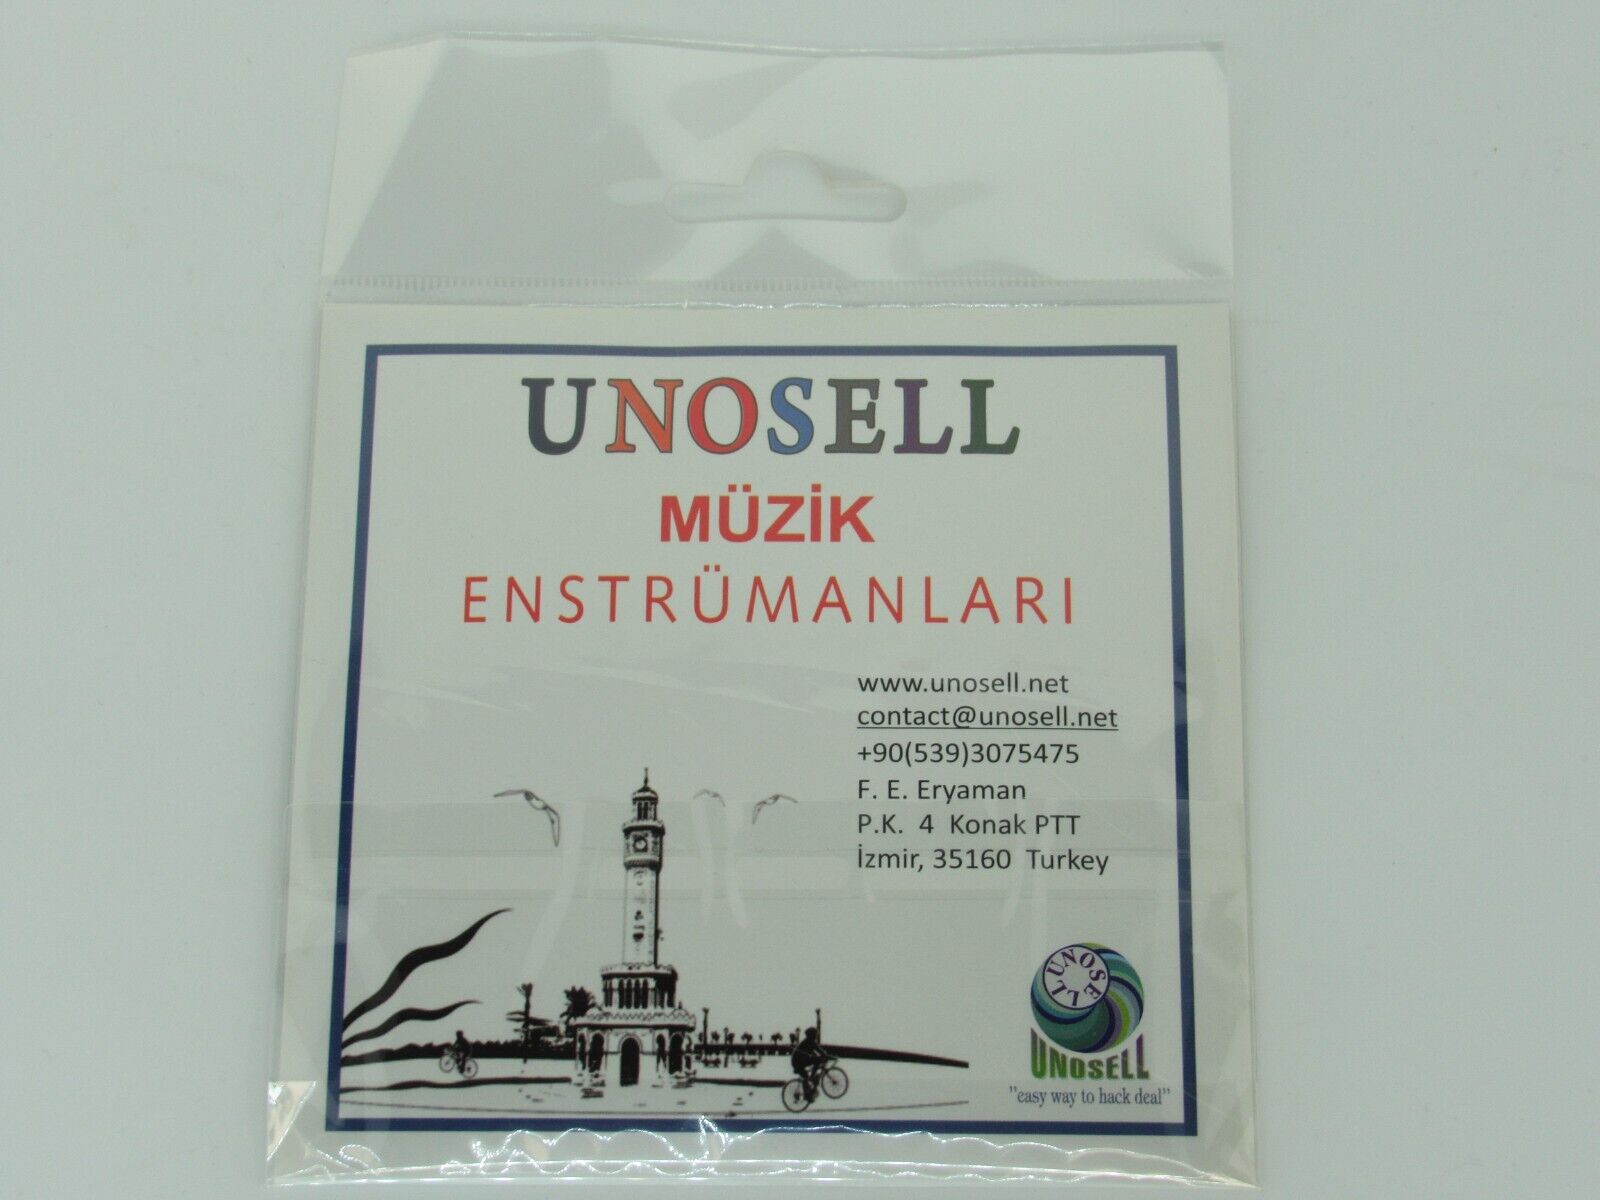 UNOSELL
MÜZİK
ENSTRÜMANLARI
www.unosell.net
contact@unosell.net
+90(539)3075475
F. E. Eryaman
P.K. 4 Konak PTT
İzmir, 35160 Turkey
UNOSELL
UNOSELL
"easy way to hack deal"